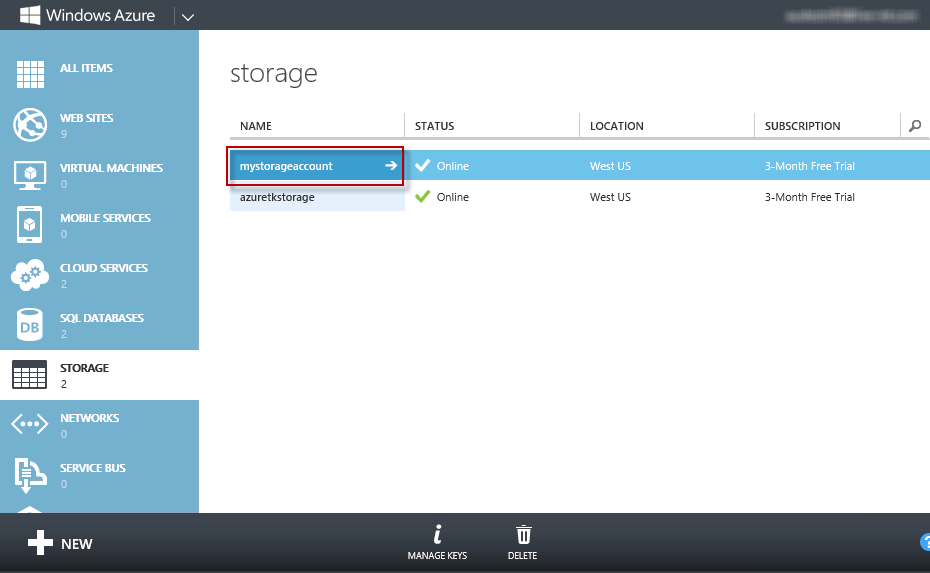 Windows Azure
ALL ITEMS
WEB SITES
9
VIRTUAL MACHINES
0
MOBILE SERVICES
0
CLOUD SERVICES
2
DB
SQL DATABASES
2
STORAGE
2
NETWORKS
0
SERVICE BUS
0
storage
NAME STATUS LOCATION SUBSCRIPTION
mystorageaccount Online West US 3-Month Free Trial
azuretkstorage Online West US 3-Month Free Trial
NEW
MANAGE KEYS
DELETE
?